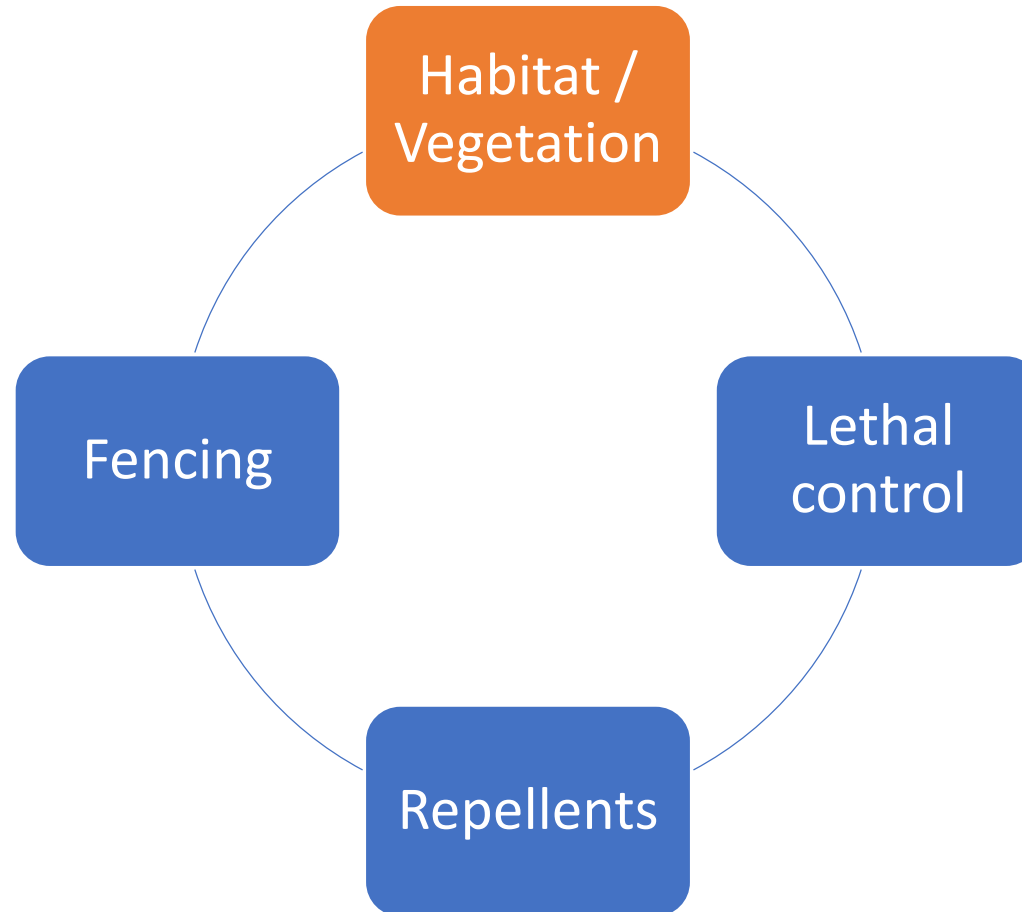 Habitat /
Vegetation
Fencing
Lethal
control
Repellents